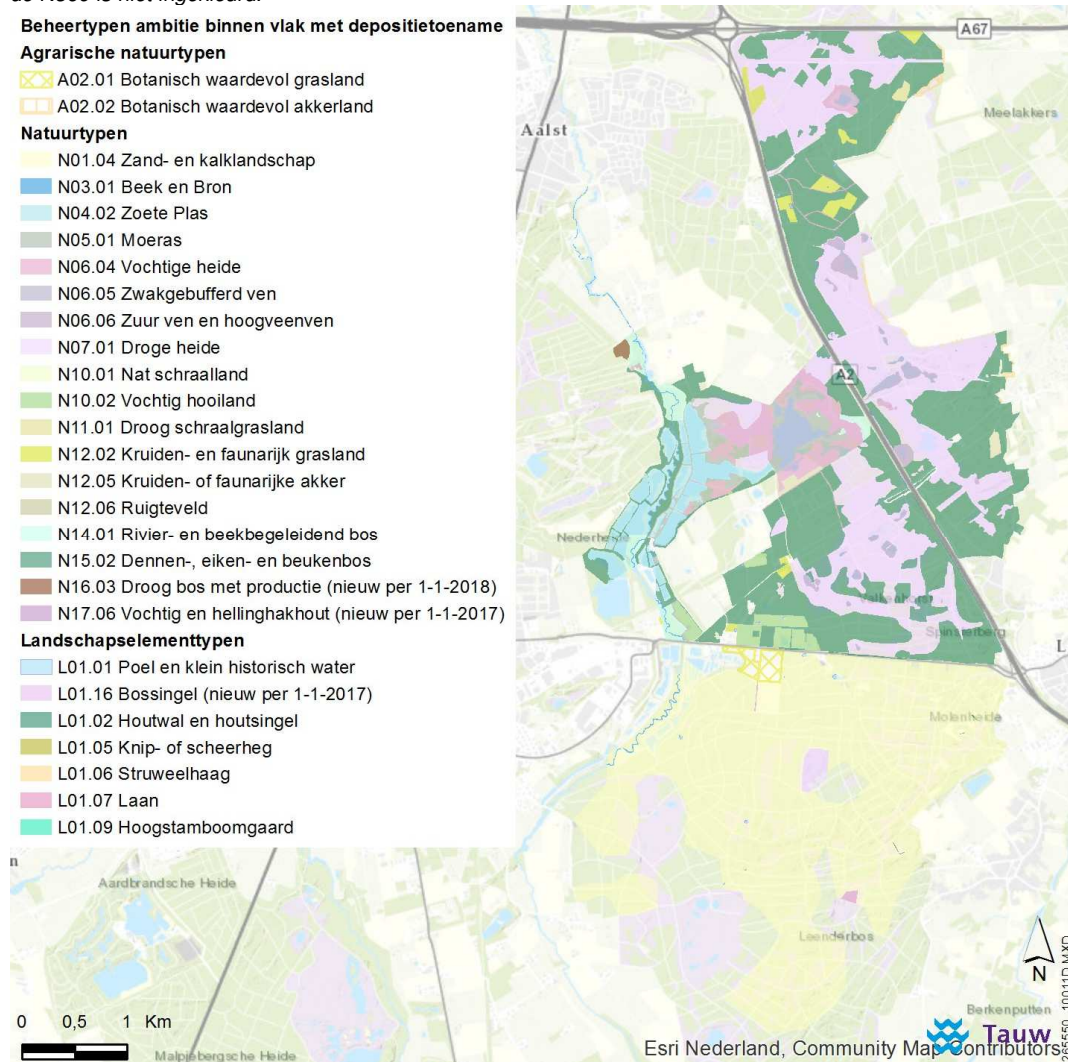 de N396 is niet ingekleurd.
Beheertypen ambitie binnen vlak met depositietoename
Agrarische natuurtypen
A02.01 Botanisch waardevol grasland
A02.02 Botanisch waardevol akkerland
Natuurtypen
N01.04 Zand- en kalklandschap
N03.01 Beek en Bron
N04.02 Zoete Plas
N05.01 Moeras
N06.04 Vochtige heide
N06.05 Zwakgebufferd ven
N06.06 Zuur ven en hoogveenven
N07.01 Droge heide
N10.01 Nat schraalland
N10.02 Vochtig hooiland
N11.01 Droog schraalgrasland
N12.02 Kruiden- en faunarijk grasland
N12.05 Kruiden- of faunarijke akker
N12.06 Ruigteveld
N14.01 Rivier- en beekbegeleidend bos
N15.02 Dennen-, eiken- en beukenbos
N16.03 Droog bos met productie (nieuw per 1-1-2018)
N17.06 Vochtig en hellinghakhout (nieuw per 1-1-2017)
Landschapselementtypen
L01.01 Poel en klein historisch water
L01.16 Bossingel (nieuw per 1-1-2017)
L01.02 Houtwal en houtsingel
L01.05 Knip- of scheerheg
L01.06 Struweelhaag
L01.07 Laan
L01.09 Hoogstamboomgaard
A67
Meelakkers
Aalst
A2
Nederheide
Valkenhorst
Spinsterberg
L
Molenheide
n
Aardbrandsche Heide
Leenderbos
N
Berkenputten
0 0,5 1 Km
Malpiebergsche Heide
Tauw
Esri Nederland, Community Map Contributors